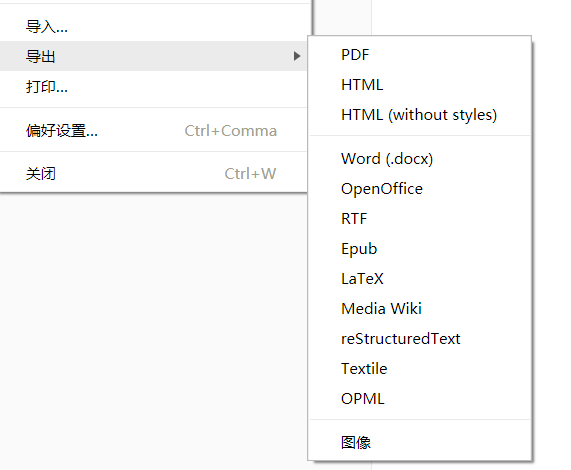 导入...
导出
打印...
偏好设置... Ctrl+Comma
关闭 Ctrl+W
PDF
HTML
HTML (without styles)
Word (.docx)
OpenOffice
RTF
Epub
LaTeX
Media Wiki
reStructuredText
Textile
OPML
图像